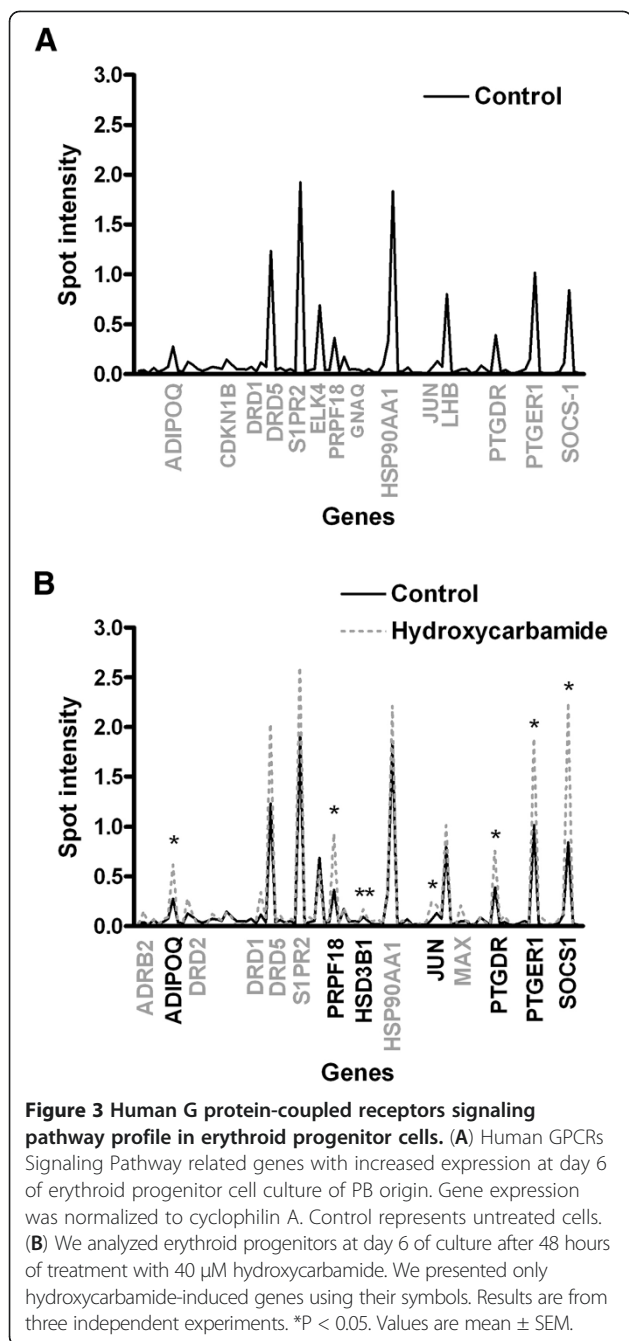 A
3.0
2.5
2.0
1.5
1.0
0.5
0.0
Spot intensity
Control
ADIPOQ
CDKN1B
DRD1
DRD5
S1PR2
ELK4
PRPF18
GNAQ
HSP90AA1
JUN
LHB
PTGDR
PTGER1
SOCS-1
Genes
B
Control
Hydroxycarbamide
3.0
2.5
2.0
1.5
1.0
0.5
0.0
Spot intensity
*
*
**
*
*
*
*
ADRB2
ADIPOQ
DRD2
DRD1
DRD5
S1PR2
PRPF18
HSD3B1
HSP90AA1
JUN
MAX
PTGDR
PTGER1
SOCS1
Genes
Figure 3 Human G protein-coupled receptors signaling
pathway profile in erythroid progenitor cells. (A) Human GPCRs
Signaling Pathway related genes with increased expression at day 6
of erythroid progenitor cell culture of PB origin. Gene expression
was normalized to cyclophilin A. Control represents untreated cells.
(B) We analyzed erythroid progenitors at day 6 of culture after 48 hours
of treatment with 40 μM hydroxycarbamide. We presented only
hydroxycarbamide-induced genes using their symbols. Results are from
three independent experiments. *P < 0.05. Values are mean ± SEM.